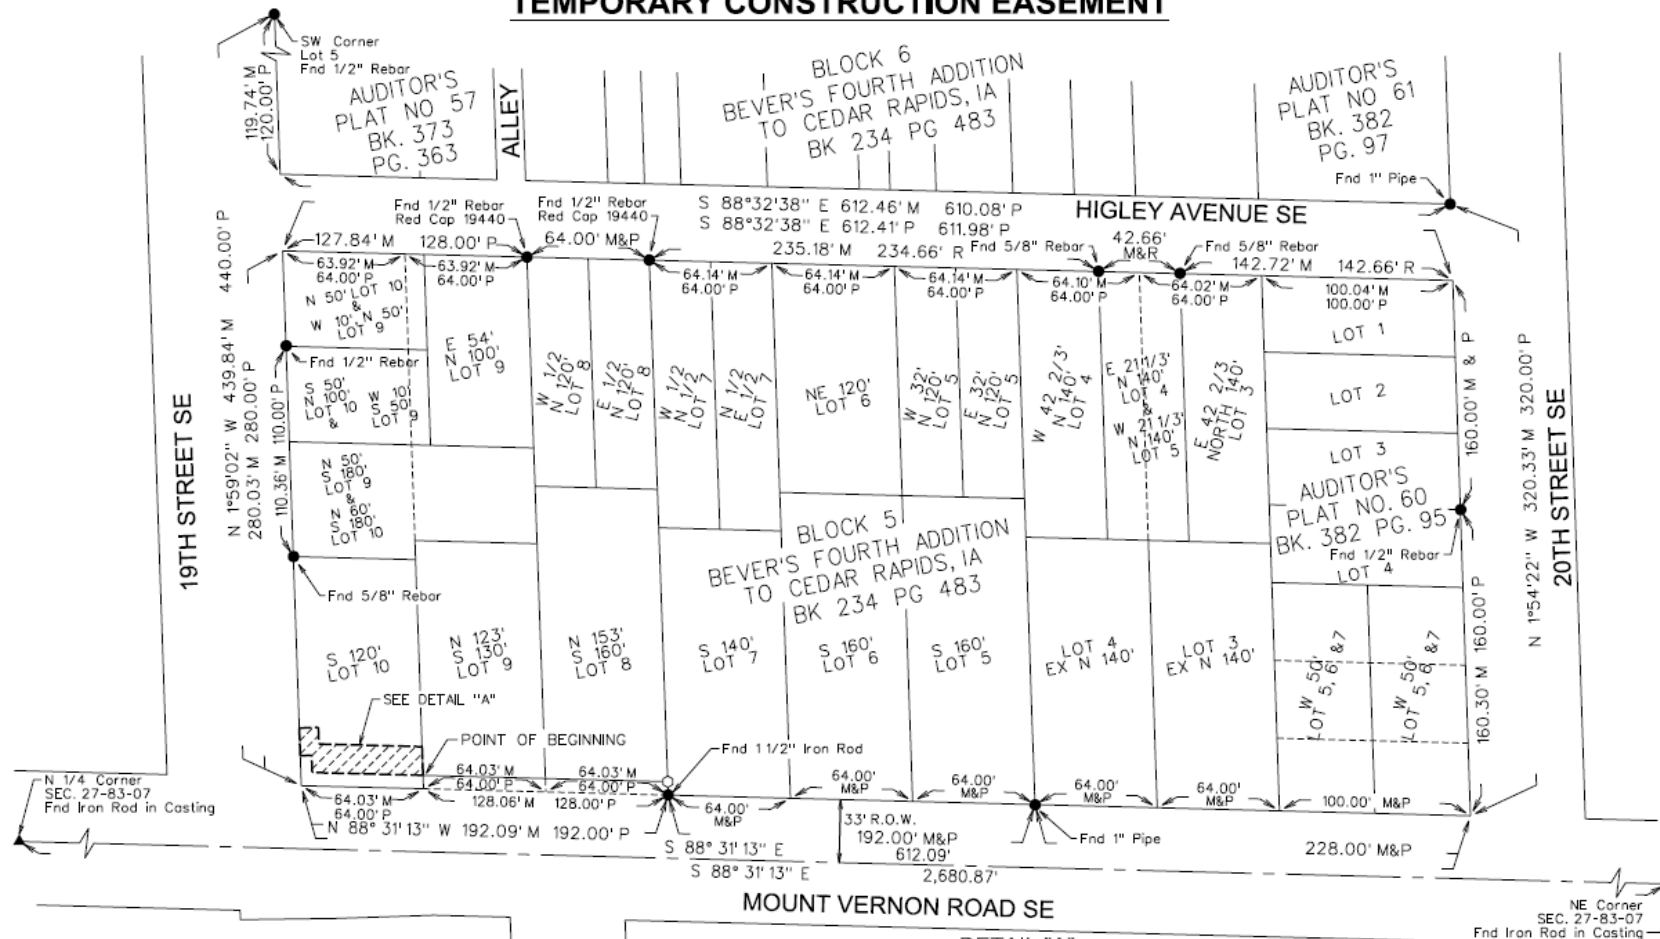 TEMPORARY CONSTRUCTION EASEMENT
SW Corner
Lot 5
Fnd 1/2" Rebar
119.74' M
120.00' P
AUDITOR'S
PLAT NO 57
BK. 373
PG. 363
ALLEY
BLOCK 6
BEVER'S FOURTH ADDITION
TO CEDAR RAPIDS, IA
BK 234 PG 483
AUDITOR'S
PLAT NO 61
BK. 382
PG. 97
Fnd 1" Pipe
Fnd 1/2" Rebar
Red Cap 19440
Fnd 1/2" Rebar
Red Cap 19440
S 88°32'38" E 612.46' M 610.08' P
S 88°32'38" E 612.41' P 611.98' P
HIGLEY AVENUE SE
127.84' M 128.00' P
64.00' M&P
235.18' M 234.66' R
Fnd 5/8" Rebar
42.66'
M&R
Fnd 5/8" Rebar
142.72' M 142.66' R
63.92' M
64.00' P
63.92' M
64.00' P
64.14' M
64.00' P
64.14' M
64.00' P
64.14' M
64.00' P
64.10' M
64.00' P
64.02' M
64.00' P
100.04' M
100.00' P
N 50' LOT 10
&
W 10', N 50'
LOT 9
E 54'
N 100'
LOT 9
W 1/2
N 120'
LOT 8
E 1/2
N 120'
LOT 8
W 1/2
N 1/2
LOT 7
N 1/2
E 1/2
LOT 7
NE 120'
LOT 6
W 32'
N 120'
LOT 5
E 32'
N 120'
LOT 5
W 42 2/3'
N 140'
LOT 4
E 21 1/3'
N 140'
LOT 4
&
W 21 1/3'
N 140'
LOT 5
E 42 2/3
NORTH 140'
LOT 3
LOT 1
LOT 2
LOT 3
AUDITOR'S
PLAT NO. 60
BK. 382 PG. 95
Fnd 1/2" Rebar
LOT 4
Fnd 1/2" Rebar
S 50'
N 100'
LOT 10
&
W 10'
S 50'
LOT 9
N 50'
S 180'
LOT 9
&
N 60'
S 180'
LOT 10
Fnd 5/8" Rebar
19TH STREET SE
N 1°59'02" W 439.84' M 440.00' P
280.03' M 280.00' P
110.36' M 110.00' P
BLOCK 5
BEVER'S FOURTH ADDITION
TO CEDAR RAPIDS, IA
BK 234 PG 483
160.00' M & P
160.30' M 160.00' P
N 1°54'22" W 320.33' M 320.00' P
20TH STREET SE
S 120'
LOT 10
N 123'
S 130'
LOT 9
N 153'
S 160'
LOT 8
S 140'
LOT 7
S 160'
LOT 6
S 160'
LOT 5
LOT 4
EX N 140'
LOT 3
EX N 140'
W 50'
LOT 5, 6 &7
W 50'
LOT 5, 6 &7
SEE DETAIL "A"
POINT OF BEGINNING
Fnd 1 1/2" Iron Rod
64.03' M
64.00' P
64.03' M
64.00' P
64.03' M
64.00' P
128.06' M 128.00' P
64.00'
M&P
64.00'
M&P
64.00'
M&P
64.00'
M&P
64.00'
M&P
100.00' M&P
N 88° 31'13" W 192.09' M 192.00' P
33' R.O.W.
192.00' M&P
Fnd 1" Pipe
228.00' M&P
S 88° 31'13" E 612.09'
S 88° 31'13" E 2,680.87'
N 1/4 Corner
SEC. 27-83-07
Fnd Iron Rod in Casting
MOUNT VERNON ROAD SE
NE Corner
SEC. 27-83-07
Fnd Iron Rod in Casting